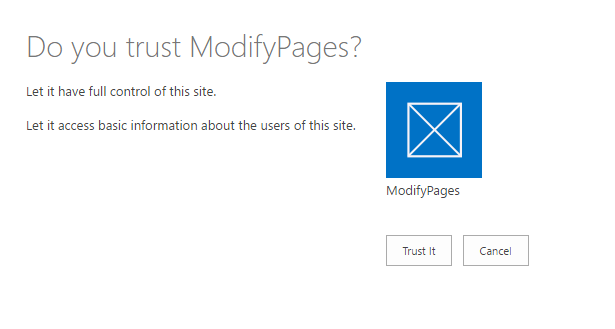 Do you trust ModifyPages?
Let it have full control of this site.
Let it access basic information about the users of this site.
ModifyPages
Trust It
Cancel